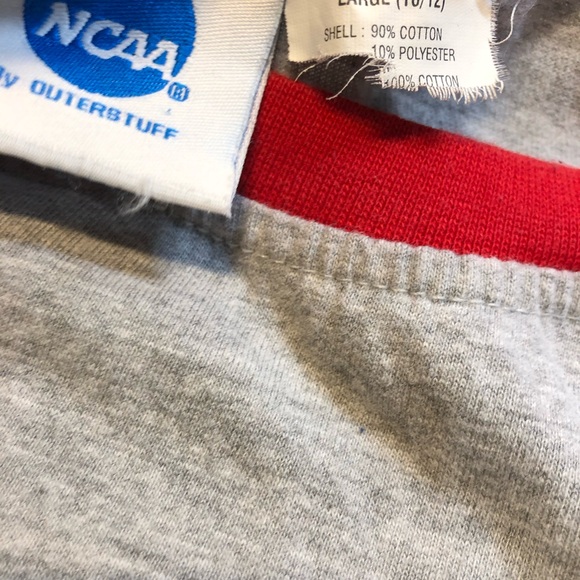 NCAA
®
by OUTERSTUFF
LARGE (10/12)
SHELL : 90% COTTON
10% POLYESTER
100% COTTON